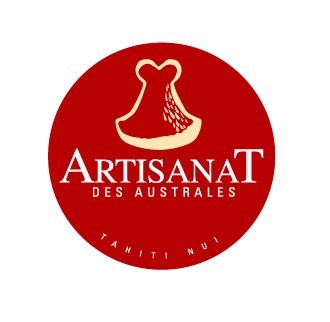 ARTISANAT
DES AUSTRALES
TAHITI NUI